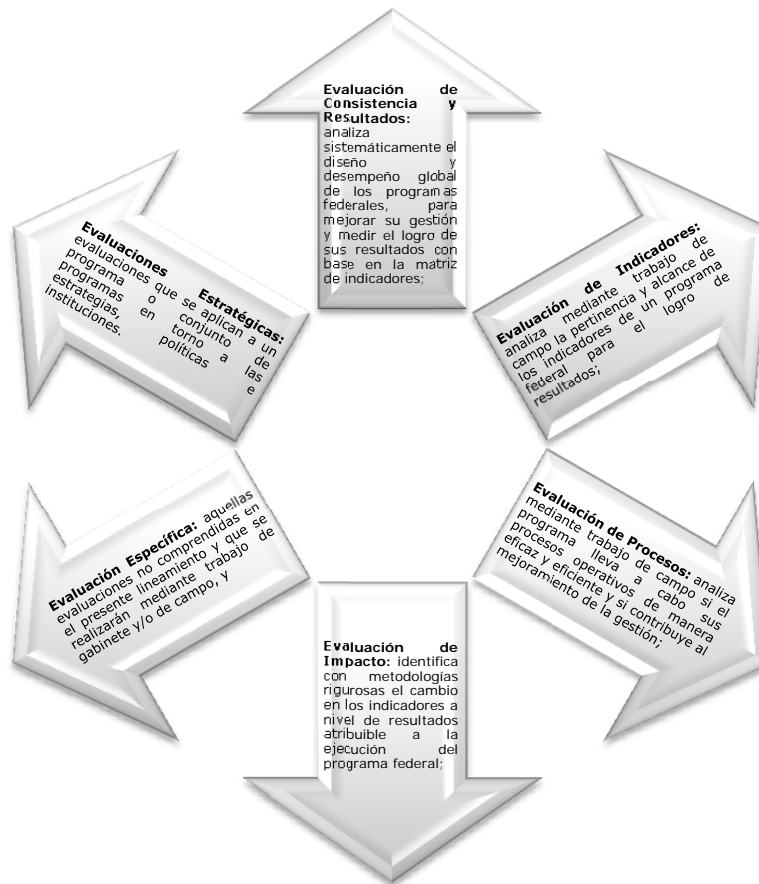 Evaluación de
Consistencia y
Resultados:
analiza
sistemáticamente el
diseño y
desempeño global
de los programas
federales, para
mejorar su gestión
y medir el logro de
sus resultados con
base en la matriz
de indicadores;
Evaluación de Indicadores:
analiza mediante trabajo de
campo la pertinencia y alcance de
los indicadores de un programa
federal para el logro de
resultados;
Evaluación de Procesos: analiza
mediante trabajo de campo si el
programa lleva a cabo sus
procesos operativos de manera
eficaz y eficiente y si contribuye al
mejoramiento de la gestión;
Evaluación de
Impacto: identifica
con metodologías
rigurosas el cambio
en los indicadores a
nivel de resultados
atribuible a la
ejecución del
programa federal;
Evaluación Específica: aquellas
evaluaciones no comprendidas en
el presente lineamiento y que se
realizarán mediante trabajo de
gabinete y/o de campo, y
Evaluaciones Estratégicas:
evaluaciones que se aplican a un
programa o conjunto de
programas en torno a las
estrategias, políticas e
instituciones.